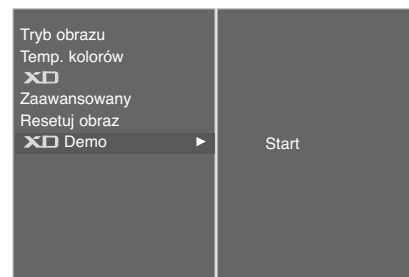 Tryb obrazu
Temp. kolorów
XD
Zaawansowany
Resetuj obraz
XD Demo ►
Start